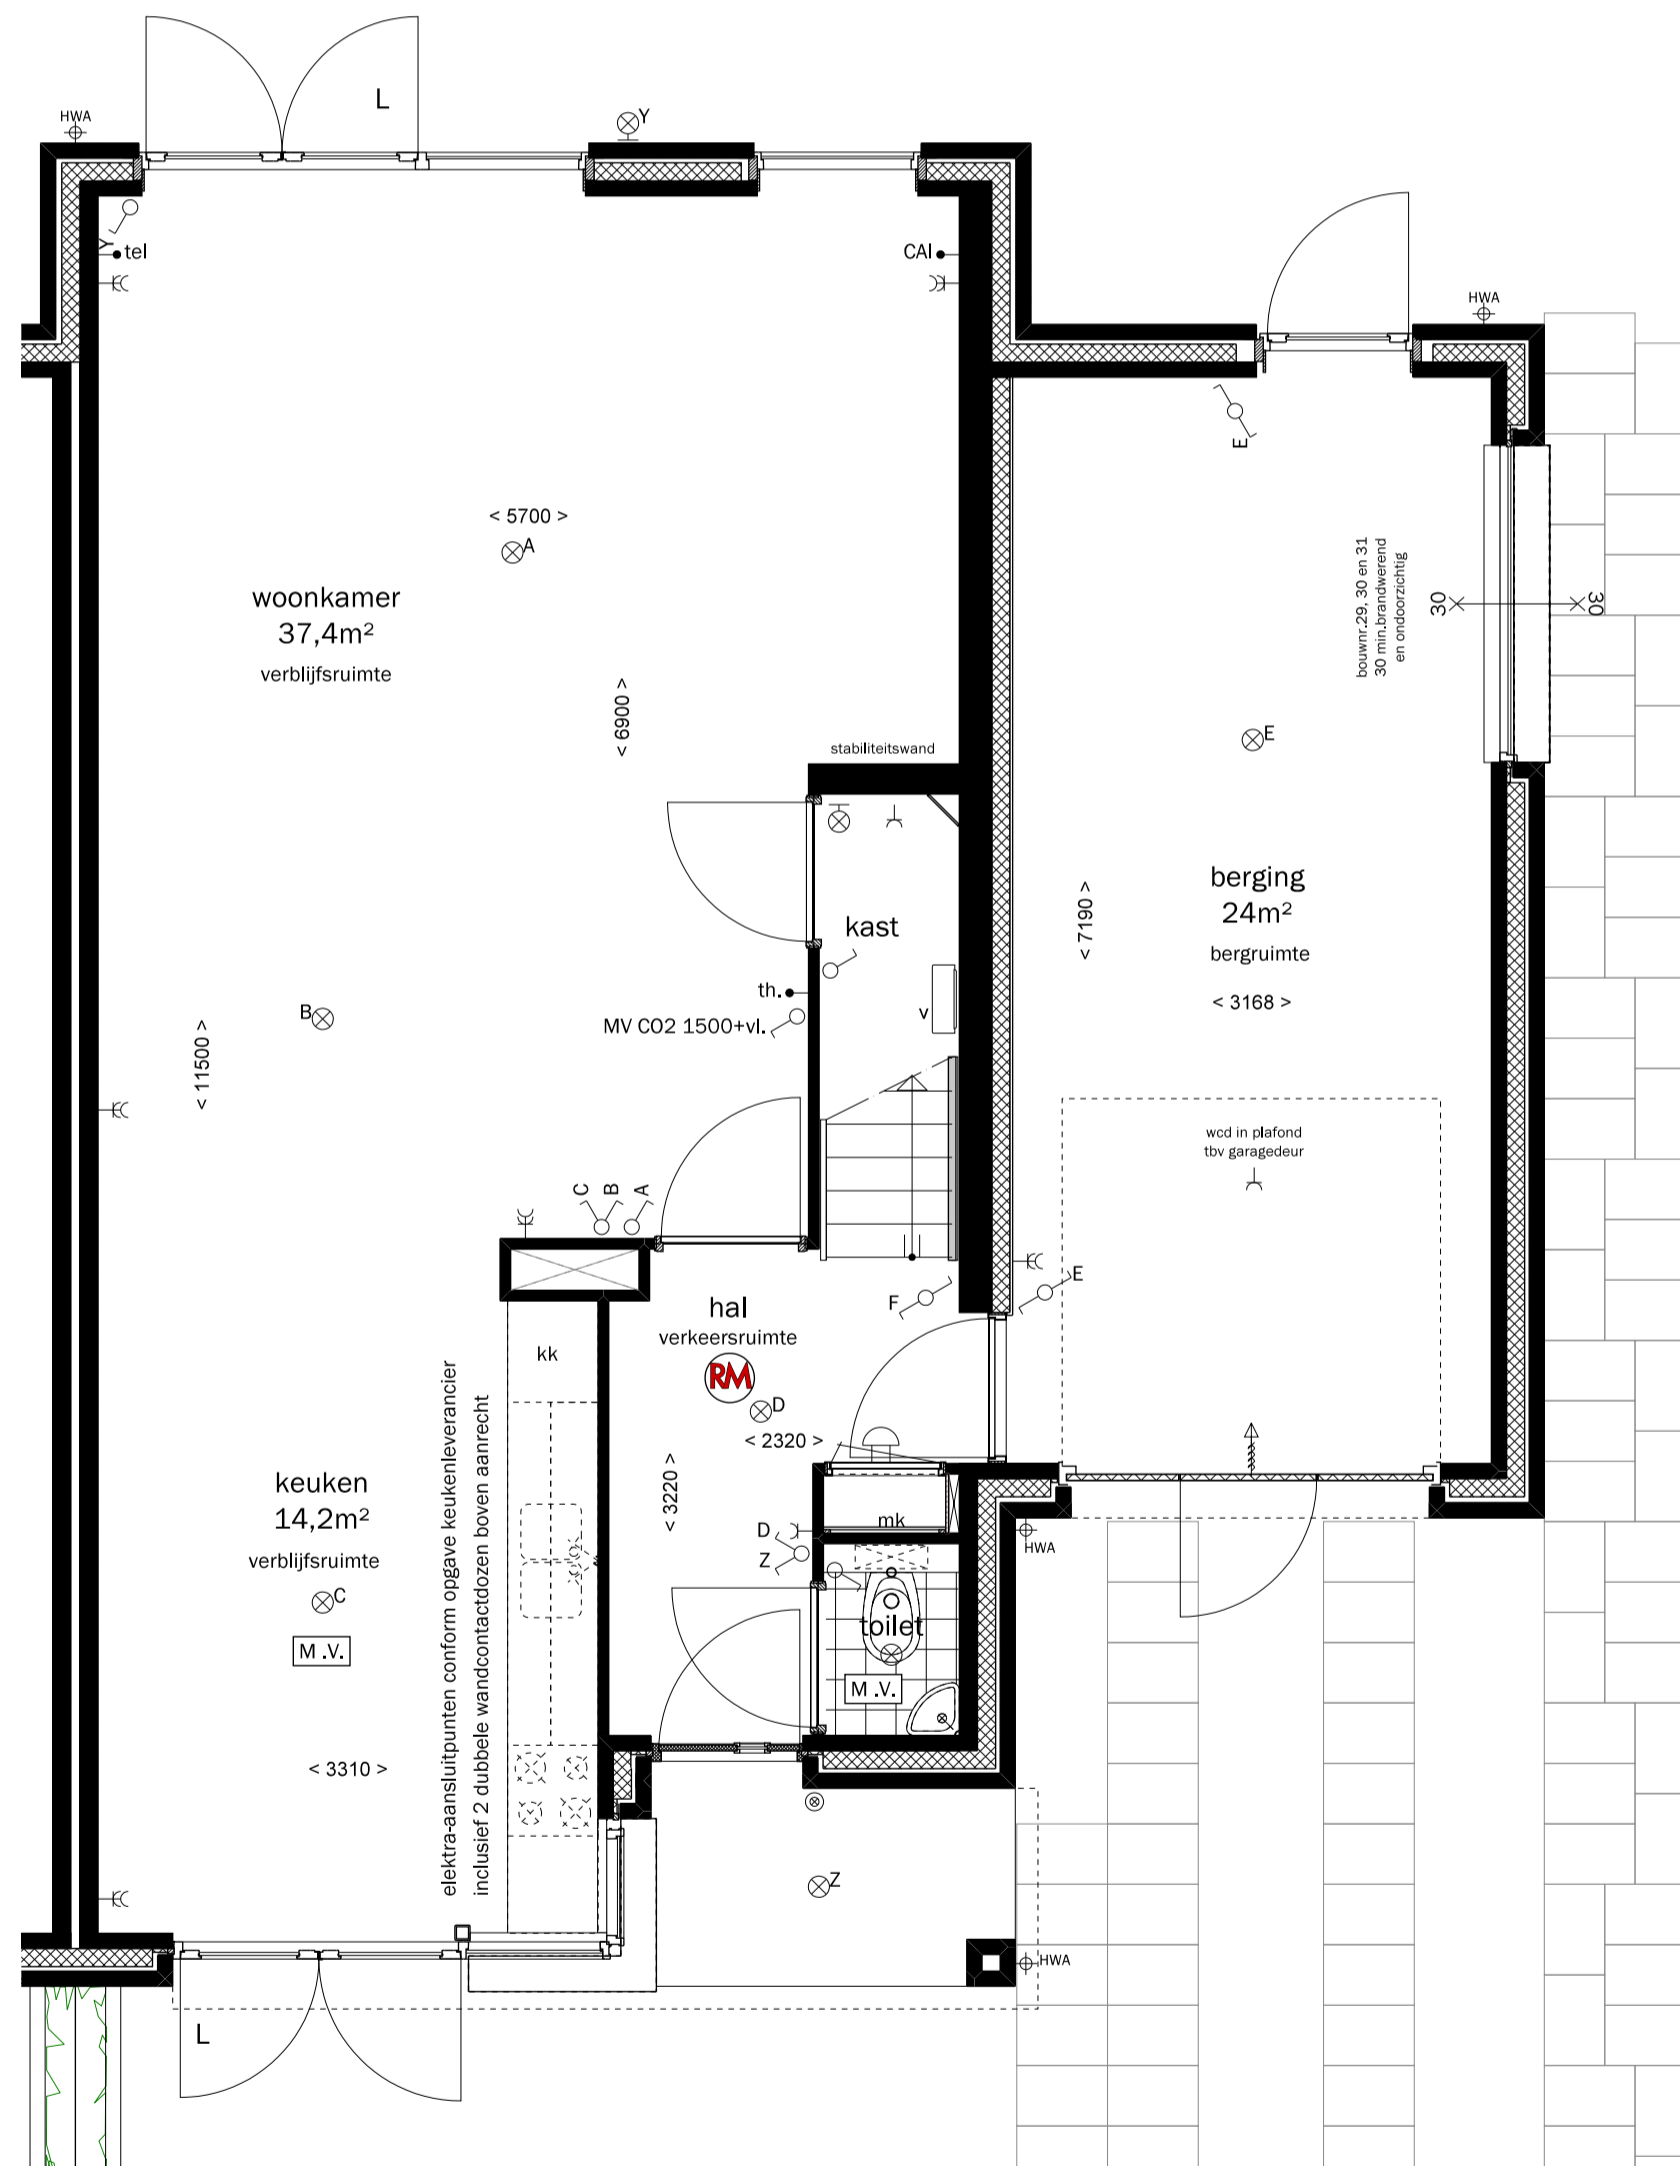 L
HWA
Y
Y
tel
CAI
HWA
E
< 5700 >
A
bouwnr.29, 30 en 31
30 min.brandwerend
en ondoorzichtig
30
30
woonkamer
37,4m²
verblijfsruimte
< 6900 >
stabiliteitswand
E
berging
24m²
bergruimte
< 7190 >
< 3168 >
kast
th.
MV CO2 1500+vl.
v
B
< 11500 >
wcd in plafond
tbv garagedeur
C
B
A
E
F
hal
verkeersruimte
RM
D
< 2320 >
kk
elektra-aansluitpunten conform opgave keukenleverancier
inclusief 2 dubbele wandcontactdozen boven aanrecht
keuken
14,2m²
verblijfsruimte
C
M .V.
< 3220 >
mk
D
Z
HWA
toilet
M .V.
< 3310 >
Z
HWA
L